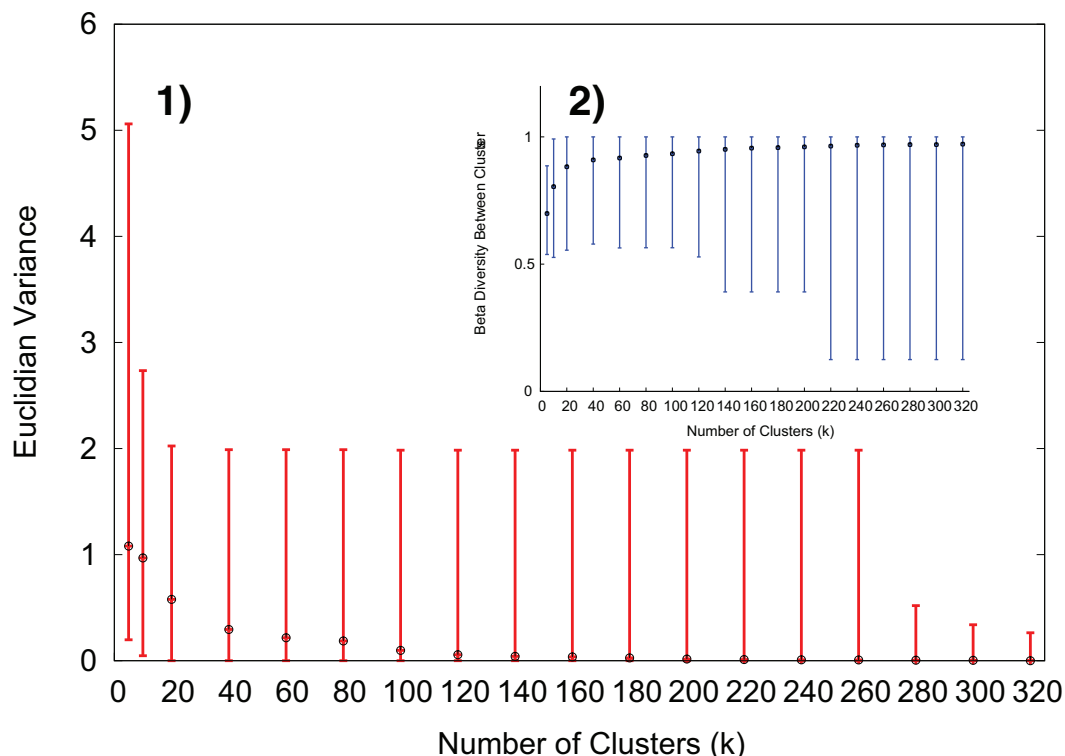 6
5
4
3
2
1
0
Euclidian Variance
1)
0 20 40 60 80 100 120 140 160 180 200 220 240 260 280 300 320
Number of Clusters (k)
2)
1
0.5
0
Beta Diversity Between Cluster
0 20 40 60 80 100 120 140 160 180 200 220 240 260 280 300 320
Number of Clusters (k)